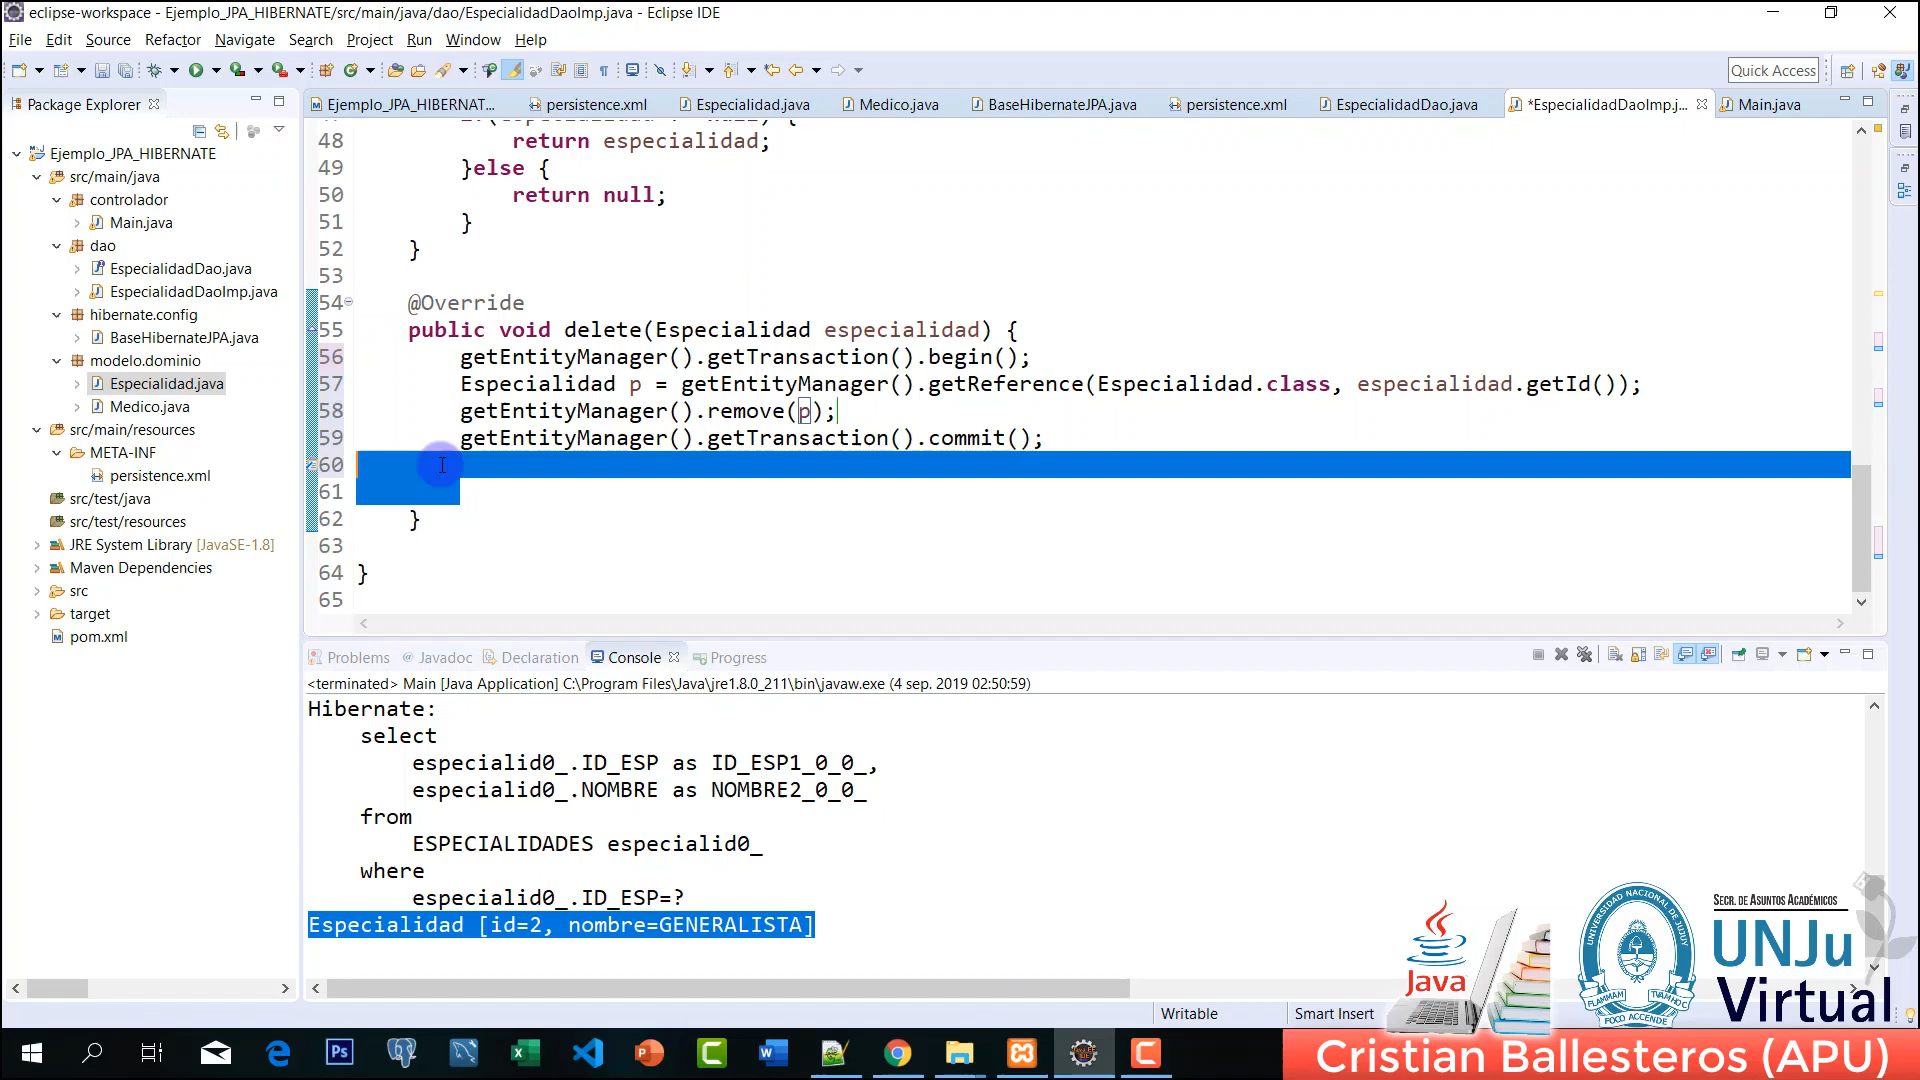 eclipse-workspace - Ejemplo_JPA_HIBERNATE/src/main/java/dao/EspecialidadDaoImp.java - Eclipse IDE
File Edit Source Refactor Navigate Search Project Run Window Help
Quick Access
Package Explorer
Ejemplo_JPA_HIBERNATE
src/main/java
controlador
Main.java
dao
EspecialidadDao.java
EspecialidadDaoImp.java
hibernate.config
BaseHibernateJPA.java
modelo.dominio
Especialidad.java
Medico.java
src/main/resources
META-INF
persistence.xml
src/test/java
src/test/resources
JRE System Library [JavaSE-1.8]
Maven Dependencies
src
target
pom.xml
Ejemplo_JPA_HIBERNAT... persistence.xml Especialidad.java Medico.java BaseHibernateJPA.java persistence.xml EspecialidadDao.java *EspecialidadDaoImp.j... Main.java
48 return especialidad;
49 }else {
50 return null;
51 }
52 }
53
54 @Override
55 public void delete(Especialidad especialidad) {
56 getEntityManager().getTransaction().begin();
57 Especialidad p = getEntityManager().getReference(Especialidad.class, especialidad.getId());
58 getEntityManager().remove(p);
59 getEntityManager().getTransaction().commit();
60
61
62 }
63
64 }
65
Problems Javadoc Declaration Console Progress
<terminated> Main [Java Application] C:\Program Files\Java\jre1.8.0_211\bin\javaw.exe (4 sep. 2019 02:50:59)
Hibernate:
select
especialid0_.ID_ESP as ID_ESP1_0_0_,
especialid0_.NOMBRE as NOMBRE2_0_0_
from
ESPECIALIDADES especialid0_
where
especialid0_.ID_ESP=?
Especialidad [id=2, nombre=GENERALISTA]
Writable Smart Insert
Java
UNIVERSIDAD NACIONAL DE JUJUY
Secr. de Asuntos Académicos
UNJu
Virtual
Cristian Ballesteros (APU)